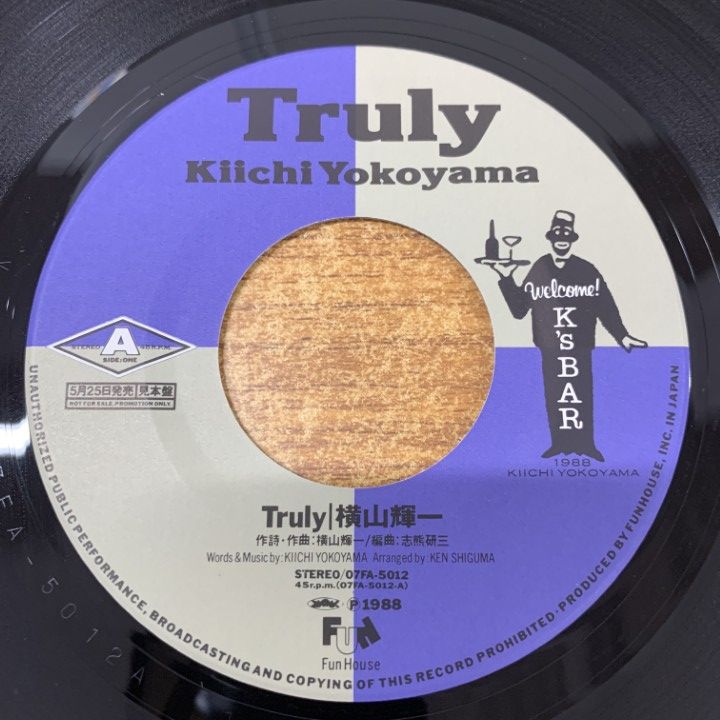 Truly
Kiichi Yokoyama
Welcome!
K'sBAR
1988
KIICHI YOKOYAMA
STEREO A 45 R.P.M.
SIDE:ONE
5月25日発売 見本盤
NOT FOR SALE. PROMOTION ONLY.
Truly|横山輝一
作詩・作曲:横山輝一/編曲:志熊研三
Words & Music by: KIICHI YOKOYAMA Arranged by: KEN SHIGUMA
STEREO/07FA-5012
45r.p.m. (07FA-5012-A)
℗1988
FUN
Fun House
UNAUTHORIZED PUBLIC PERFORMANCE, BROADCASTING AND COPYING OF THIS RECORD PROHIBITED·PRODUCED BY FUNHOUSE, INC. IN JAPAN